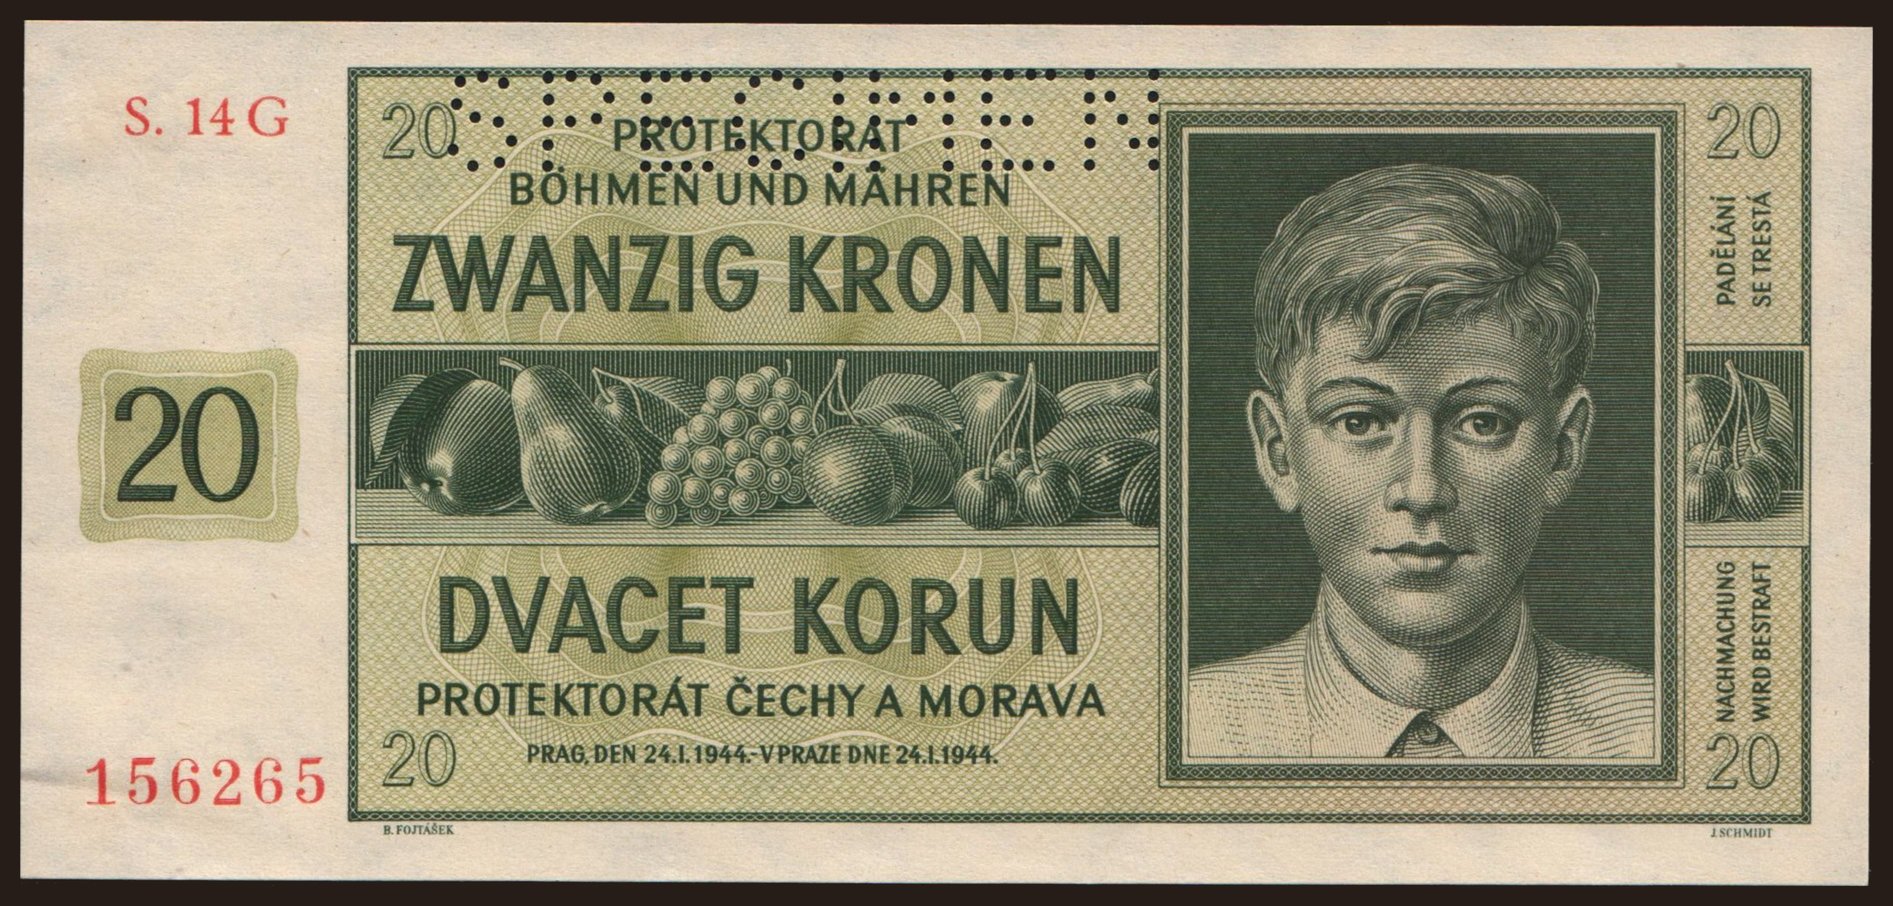 S. 14 G
20
SPECIMEN
20
PROTEKTORAT
BÖHMEN UND MÄHREN
ZWANZIG KRONEN
PADĚLÁNÍ
SE TRESTÁ
20
DVACET KORUN
PROTEKTORÁT ČECHY A MORAVA
NACHMACHUNG
WIRD BESTRAFT
PRAG, DEN 24.I.1944.-V PRAZE DNE 24.I.1944.
20
20
156265
B. FOJTÁŠEK
J. SCHMIDT